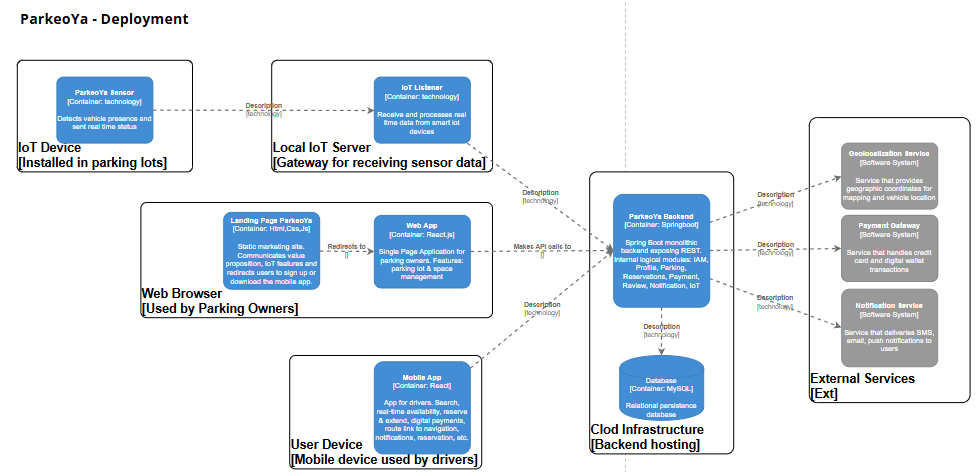 ParkeoYa - Deployment
ParkeoYa Sensor
[Container: technology]
Detects vehicle presence and
sent real time status
IoT Device
[Installed in parking lots]
Description
[technology]
IoT Listener
[Container: technology]
Receive and processes real
time data from smart iot
devices
Local IoT Server
[Gateway for receiving sensor data]
Description
[technology]
Landing Page ParkeoYa
[Container: Html,Css,Js]
Static marketing site.
Communicates value
proposition, IoT features and
redirects users to sign up or
download the mobile app.
Redirects to
[]
Web App
[Container: React.js]
Single Page Application for
parking owners. Features:
parking lot & space
management
Web Browser
[Used by Parking Owners]
Makes API calls to
[]
Mobile App
[Container: React]
App for drivers. Search,
real-time availability, reserve
& extend, digital payments,
route link to navigation,
notifications, reservation, etc.
User Device
[Mobile device used by drivers]
Description
[technology]
ParkeoYa Backend
[Container: Springboot]
Spring Boot monolithic
backend exposing REST.
Internal logical modules: IAM,
Profile, Parking,
Reservations, Payment,
Review, Notification, IoT
Description
[technology]
Database
[Container: MySQL]
Relational persistence
database
Clod Infrastructure
[Backend hosting]
Description
[technology]
Description
[technology]
Description
[technology]
Geolocalization Service
[Software System]
Service that provides
geographic coordinates for
mapping and vehicle location
Payment Gateway
[Software System]
Service that handles credit
card and digital wallet
transactions
Notification Service
[Software System]
Service that deliveries SMS,
email, push notifications to
users
External Services
[Ext]